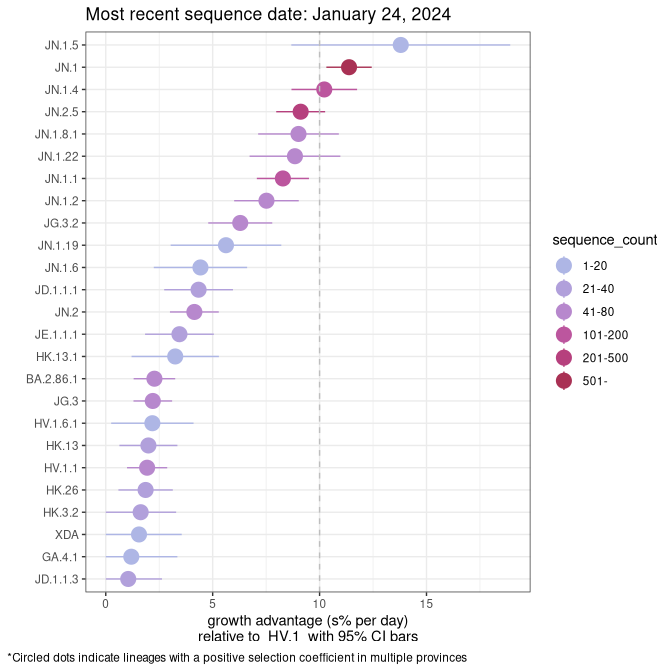 Most recent sequence date: January 24, 2024
JN.1.5
JN.1
JN.1.4
JN.2.5
JN.1.8.1
JN.1.22
JN.1.1
JN.1.2
JG.3.2
JN.1.19
JN.1.6
JD.1.1.1
JN.2
JE.1.1.1
HK.13.1
BA.2.86.1
JG.3
HV.1.6.1
HK.13
HV.1.1
HK.26
HK.3.2
XDA
GA.4.1
JD.1.1.3
0 5 10 15
growth advantage (s% per day)
relative to HV.1 with 95% CI bars
sequence_count
1-20
21-40
41-80
101-200
201-500
501-
*Circled dots indicate lineages with a positive selection coefficient in multiple provinces